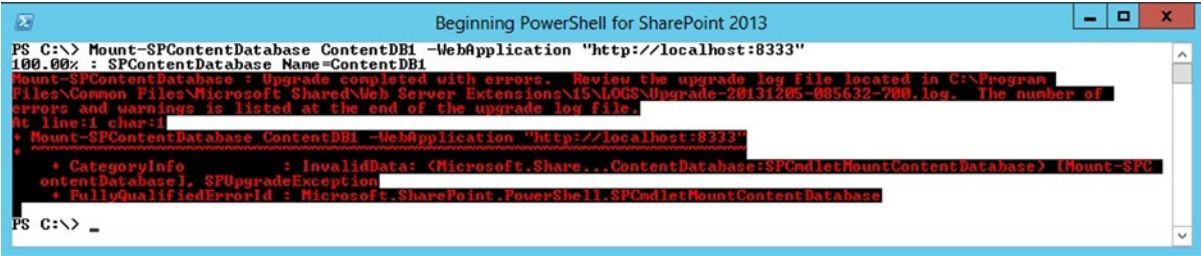 Beginning PowerShell for SharePoint 2013
PS C:\> Mount-SPContentDatabase ContentDB1 -WebApplication "http://localhost:8333"
100.00% : SPContentDatabase Name=ContentDB1
Mount-SPContentDatabase : Upgrade completed with errors.  Review the upgrade log file located in C:\Program
Files\Common Files\Microsoft Shared\Web Server Extensions\15\LOGS\Upgrade-20131205-085632-700.log.  The number of
errors and warnings is listed at the end of the upgrade log file.
At line:1 char:1
+ Mount-SPContentDatabase ContentDB1 -WebApplication "http://localhost:8333"
+ ~~~~~~~~~~~~~~~~~~~~~~~~~~~~~~~~~~~~~~~~~~~~~~~~~~~~~~~~~~~~~~~~~~~~~~~~~~
+ CategoryInfo          : InvalidData: (Microsoft.Share...ContentDatabase:SPCmdletMountContentDatabase) [Mount-SPC
ontentDatabase], SPUpgradeException
+ FullyQualifiedErrorId : Microsoft.SharePoint.PowerShell.SPCmdletMountContentDatabase
PS C:\> _